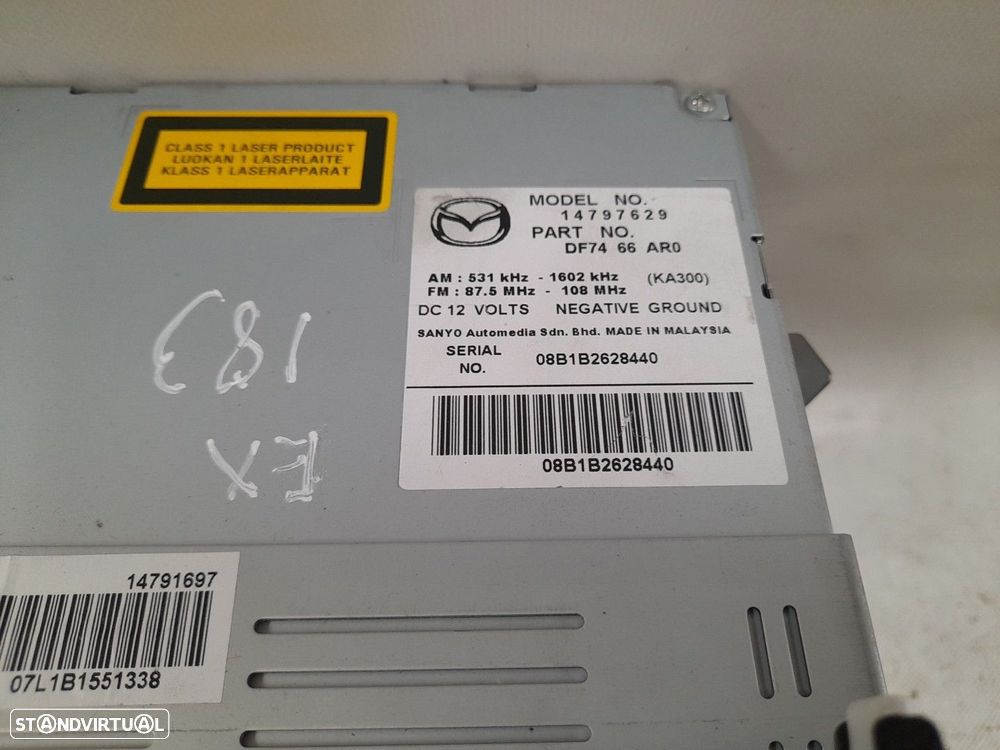 CLASS 1 LASER PRODUCT
LUOKAN 1 LASERLAITE
KLASS 1 LASERAPPARAT
MODEL NO.
14797629
PART NO.
DF74 66 AR0
AM : 531 kHz - 1602 kHz (KA300)
FM : 87.5 MHz - 108 MHz
DC 12 VOLTS NEGATIVE GROUND
SANYO Automedia Sdn. Bhd. MADE IN MALAYSIA
SERIAL NO. 08B1B2628440
08B1B2628440
183
EX
14791697
07L1B1551338
STANDVIRTUAL